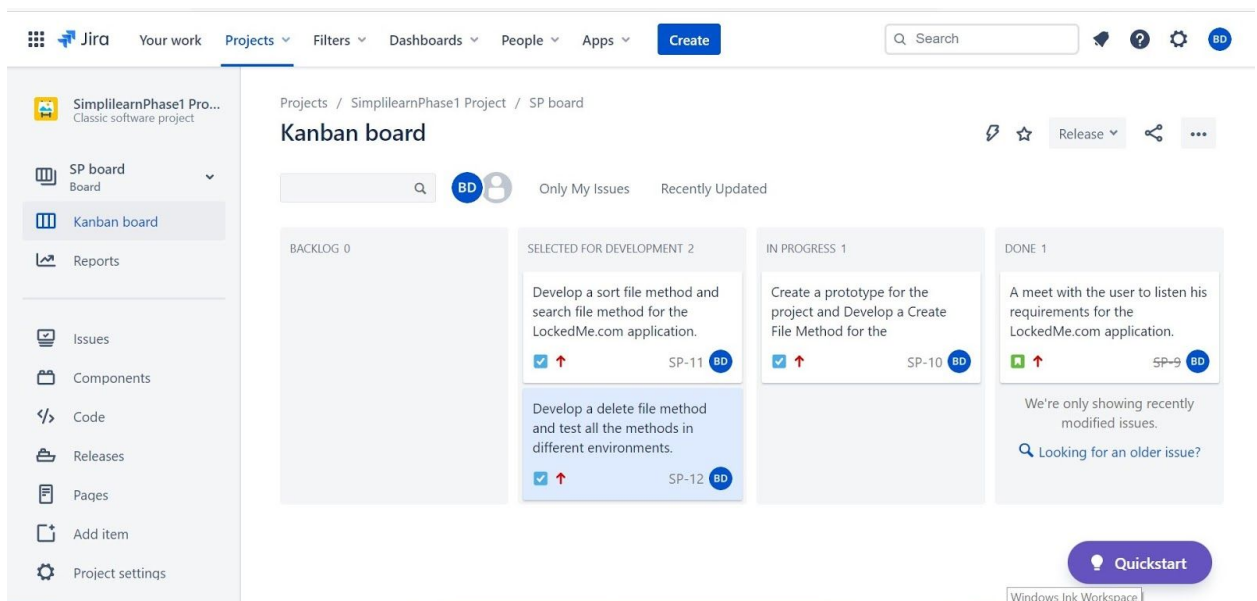 Jira Your work Projects Filters Dashboards People Apps Create Search BD
SimplilearnPhase1 Pro...
Classic software project
SP board
Board
Kanban board
Reports
Issues
Components
Code
Releases
Pages
Add item
Project settings
Projects / SimplilearnPhase1 Project / SP board
Kanban board
Release
BD Only My Issues Recently Updated
BACKLOG 0
SELECTED FOR DEVELOPMENT 2
Develop a sort file method and
search file method for the
LockedMe.com application.
SP-11 BD
Develop a delete file method
and test all the methods in
different environments.
SP-12 BD
IN PROGRESS 1
Create a prototype for the
project and Develop a Create
File Method for the
SP-10 BD
DONE 1
A meet with the user to listen his
requirements for the
LockedMe.com application.
SP-9 BD
We're only showing recently
modified issues.
Looking for an older issue?
Quickstart
Windows Ink Workspace